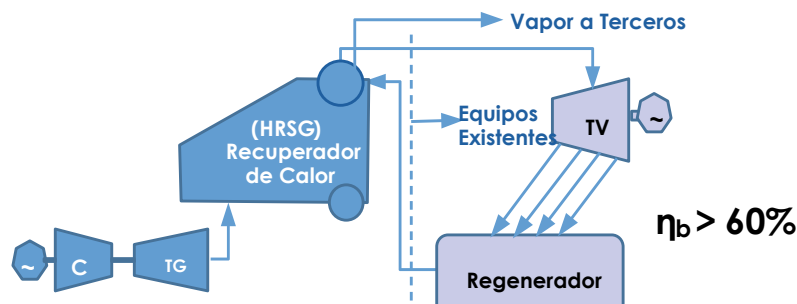 Vapor a Terceros
(HRSG)
Recuperador
de Calor
Equipos
Existentes
TV
~
ηb > 60%
~
C
TG
Regenerador